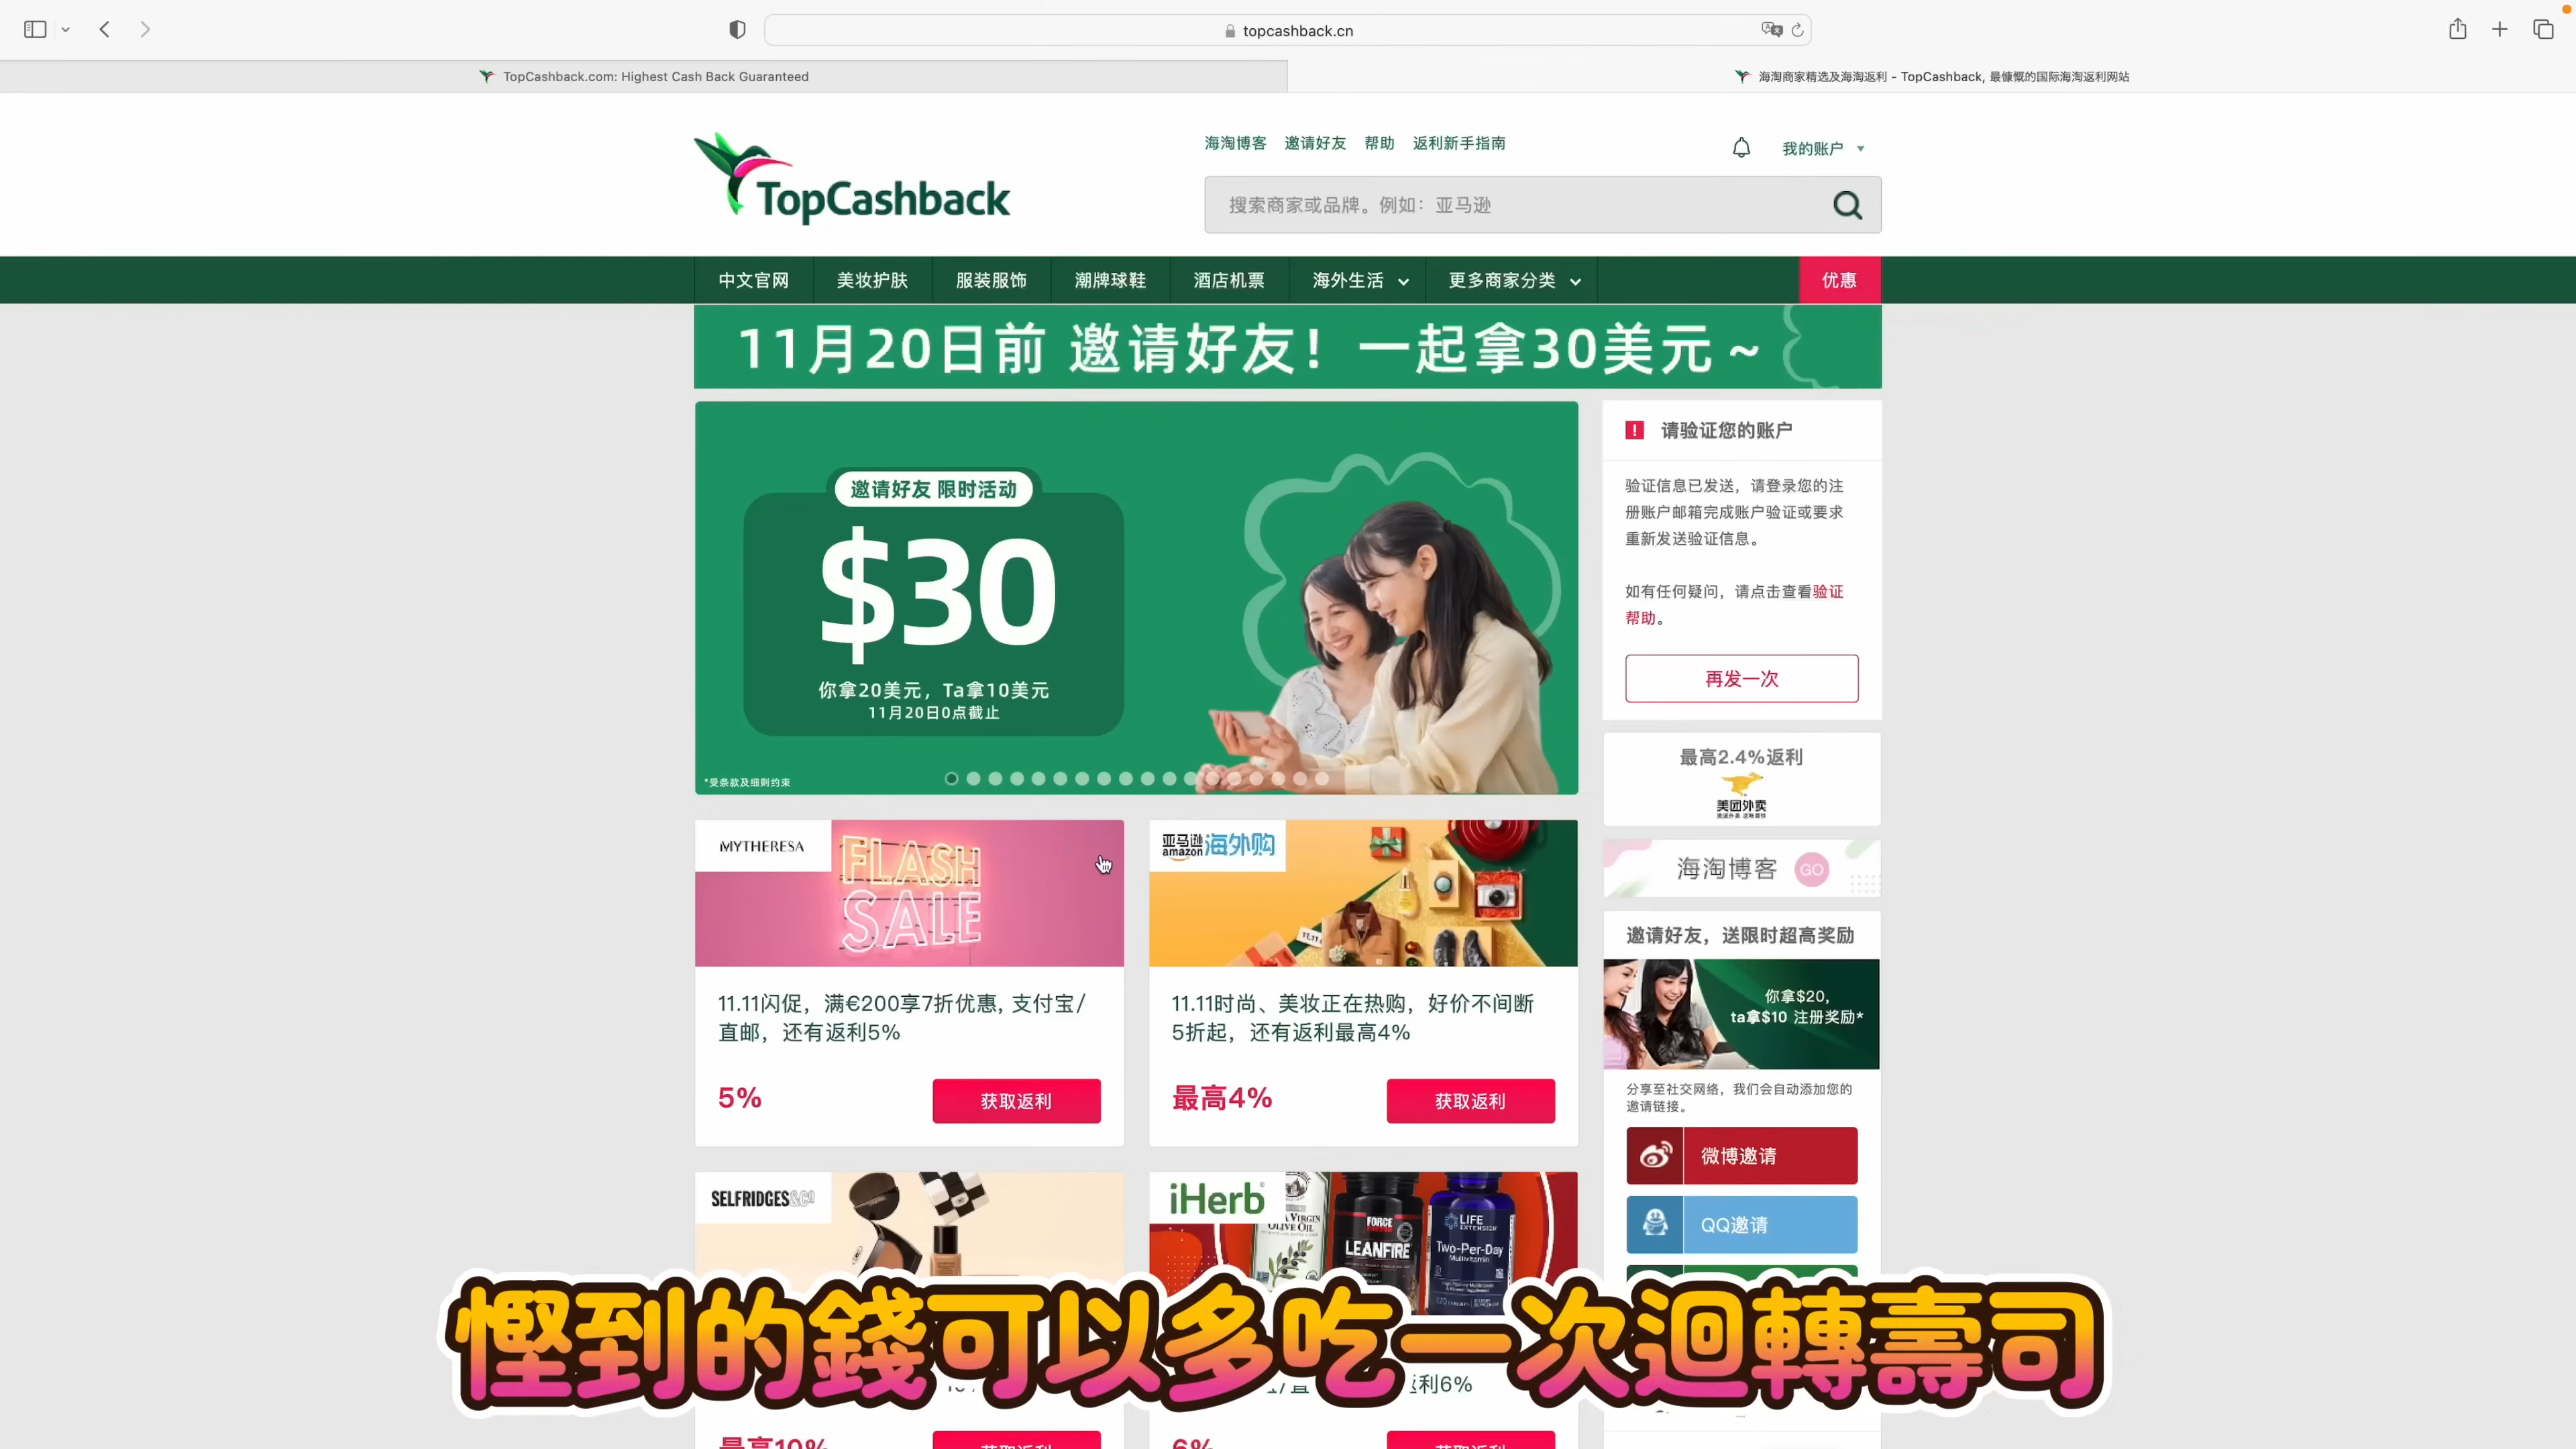 topcashback.cn
TopCashback.com: Highest Cash Back Guaranteed
海淘商家精选及海淘返利 - TopCashback, 最慷慨的国际海淘返利网站
TopCashback
海淘博客 邀请好友 帮助 返利新手指南
我的账户
搜索商家或品牌。例如：亚马逊
中文官网 美妆护肤 服装服饰 潮牌球鞋 酒店机票 海外生活 更多商家分类 优惠
11月20日前 邀请好友！一起拿30美元～
邀请好友 限时活动
$30
你拿20美元，Ta拿10美元
11月20日0点截止
*受条款及细则约束
请验证您的账户
验证信息已发送，请登录您的注
册账户邮箱完成账户验证或要求
重新发送验证信息。
如有任何疑问，请点击查看验证
帮助。
再发一次
最高2.4%返利
美团外卖
海淘博客 GO
MYTHERESA
FLASH
SALE
11.11闪促，满€200享7折优惠, 支付宝/
直邮，还有返利5%
5%
获取返利
亚马逊
amazon 海外购
11.11
11.11时尚、美妆正在热购，好价不间断
5折起，还有返利最高4%
最高4%
获取返利
邀请好友，送限时超高奖励
你拿$20,
ta拿$10 注册奖励*
分享至社交网络，我们会自动添加您的
邀请链接。
微博邀请
QQ邀请
SELFRIDGES&CO
iHerb
VIRGIN
OLIVE OIL
FORCE
FACTOR
LEANFIRE
LIFE
EXTENSION
Two-Per-Day
Multivitamin
慳到的錢可以多吃一次迴轉壽司
利6%
最高10%
获取返利
6%
获取返利